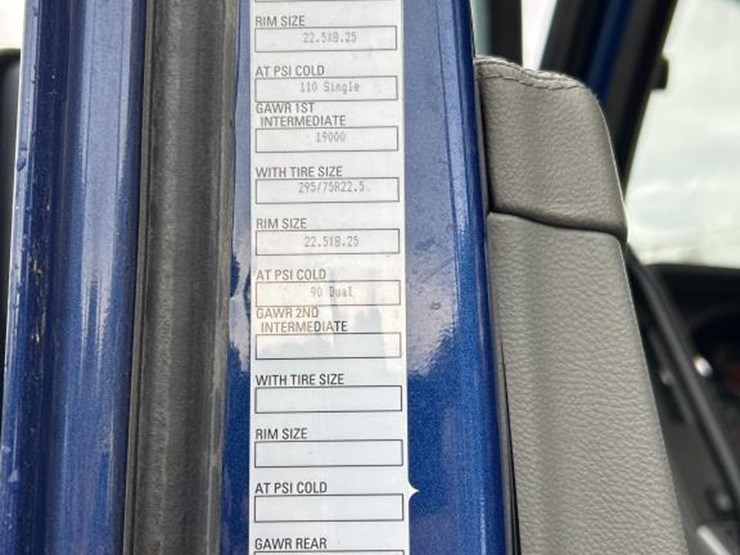 RIM SIZE
22.5X8.25
AT PSI COLD
110 Single
GAWR 1ST
INTERMEDIATE
19000
WITH TIRE SIZE
295/75R22.5
RIM SIZE
22.5X8.25
AT PSI COLD
90 Dual
GAWR 2ND
INTERMEDIATE
WITH TIRE SIZE
RIM SIZE
AT PSI COLD
GAWR REAR